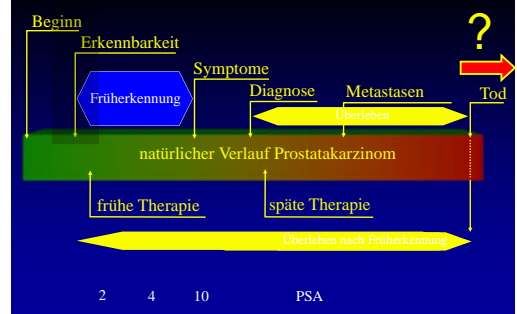 Beginn
?
Erkennbarkeit
Symptome
Früherkennung
Diagnose
Metastasen
Tod
Überleben
natürlicher Verlauf Prostatakarzinom
frühe Therapie
späte Therapie
Überleben nach Früherkennung
2 4 10 PSA